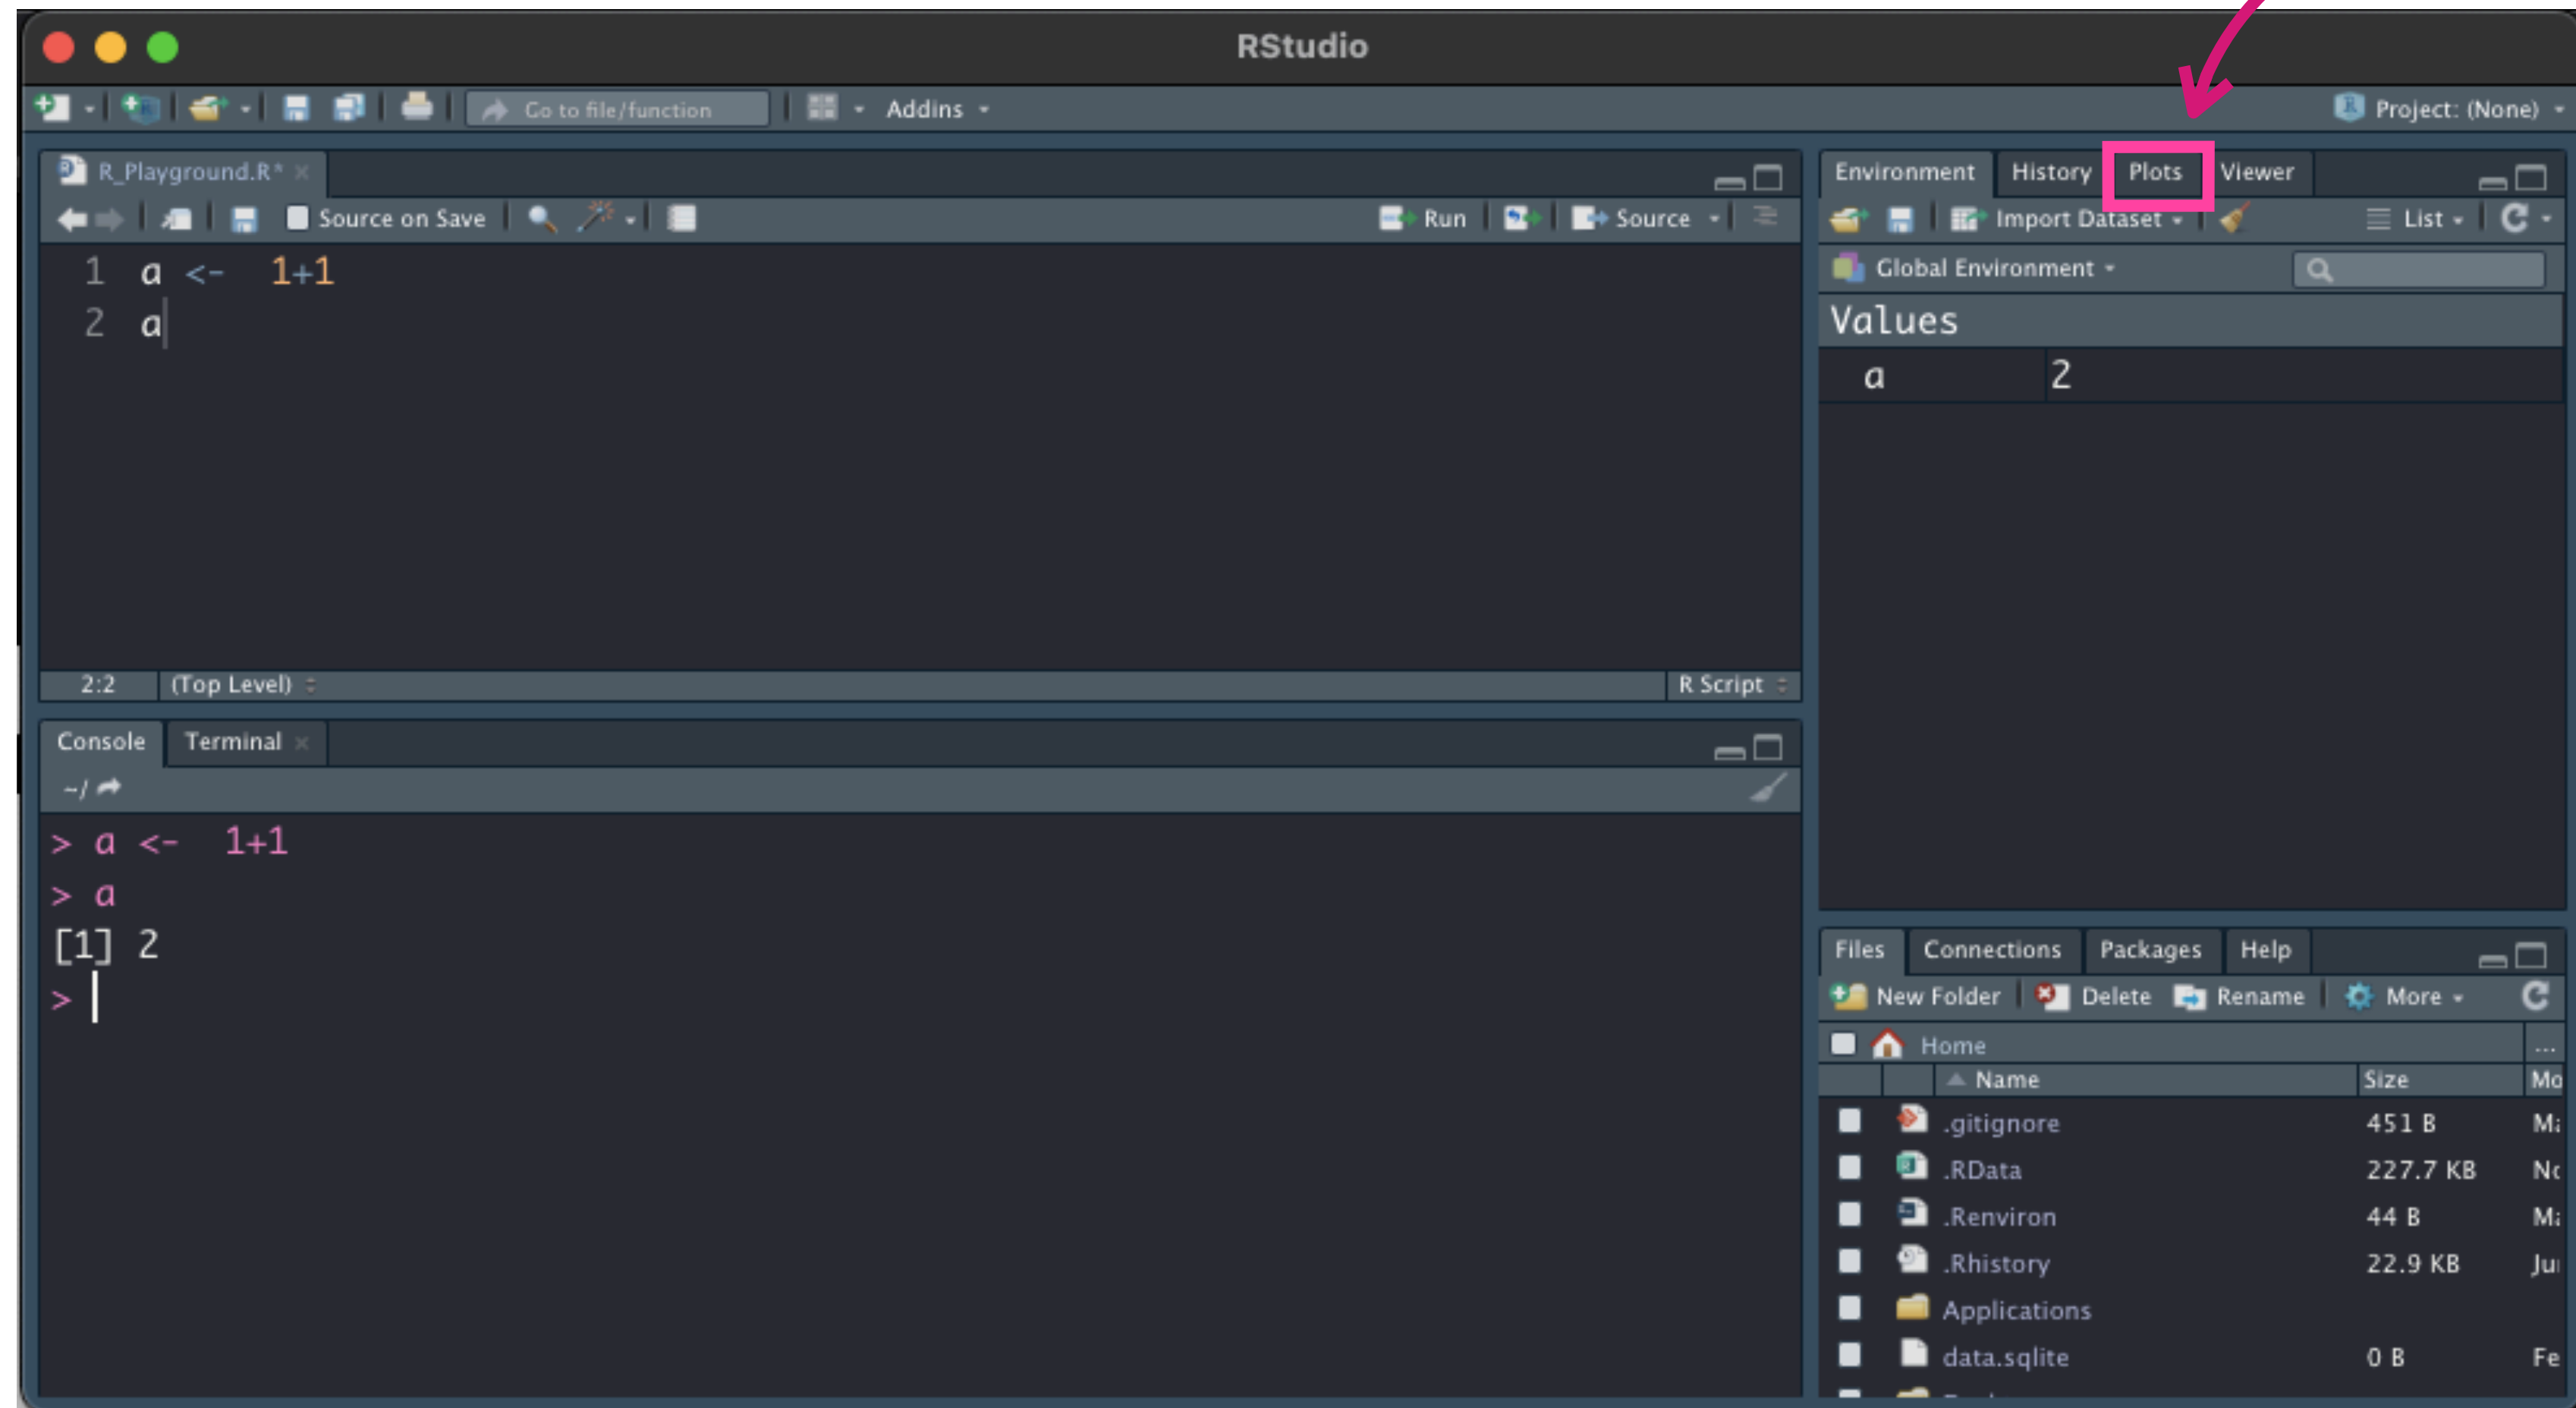 RStudio
Go to file/function
Addins
Project: (None)
R_Playground.R*
Source on Save
Run
Source
1 a <-  1+1
2 a
2:2 (Top Level)
R Script
Console Terminal
~/
> a <-  1+1
> a
[1] 2
>
Environment History Plots Viewer
Import Dataset
List
Global Environment
Values
a 2
Files Connections Packages Help
New Folder Delete Rename More
Home ...
Name Size Mo
.gitignore 451 B
.RData 227.7 KB
.Renviron 44 B
.Rhistory 22.9 KB Ju
Applications
data.sqlite 0 B Fe